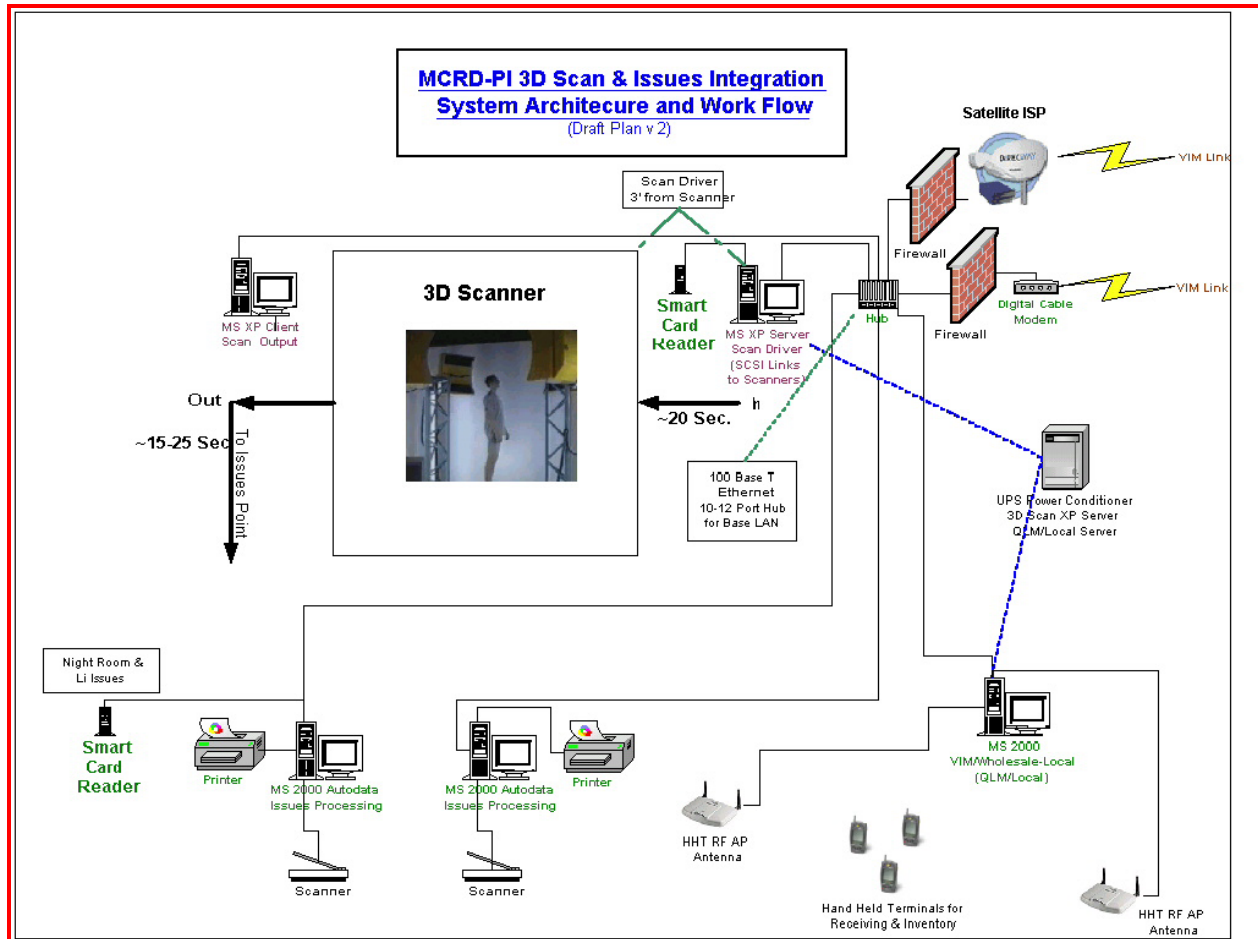 MCRD-PI 3D Scan & Issues Integration
System Architecure and Work Flow
(Draft Plan v 2)
Satellite ISP
VIM Link
Scan Driver
3' from Scanner
Firewall
3D Scanner
MS XP Client
Scan Output
Smart
Card
Reader
MS XP Server
Scan Driver
(SCSI Links
to Scanners)
Hub
Firewall
Digital Cable
Modem
VIM Link
Out
~15-25 Sec
To Issues Point
In
~20 Sec.
100 Base T
Ethernet
10-12 Port Hub
for Base LAN
UPS Power Conditioner
3D Scan XP Server
QLM/Local Server
Night Room &
Li Issues
Smart
Card
Reader
Printer
MS 2000 Autodata
Issues Processing
MS 2000 Autodata
Issues Processing
Printer
MS 2000
VIM/Wholesale-Local
(QLM/Local)
Scanner
Scanner
HHT RF AP
Antenna
Hand Held Terminals for
Receiving & Inventory
HHT RF AP
Antenna